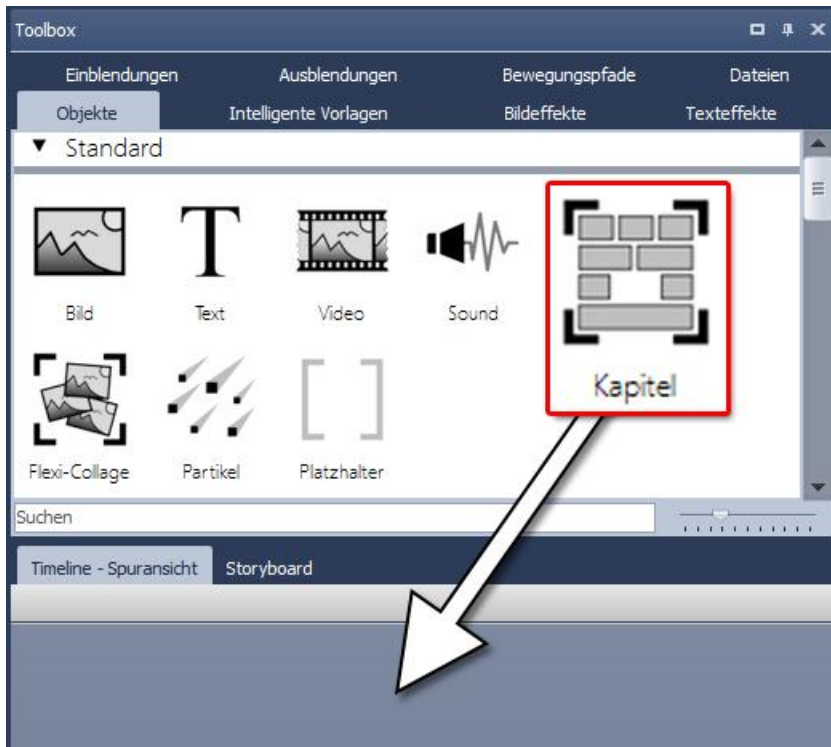 Toolbox
Einblendungen Ausblendungen Bewegungspfade Dateien
Objekte Intelligente Vorlagen Bildeffekte Texteffekte
Standard
Bild Text Video Sound Kapitel
Flexi-Collage Partikel Platzhalter
Suchen
Timeline - Spuransicht Storyboard